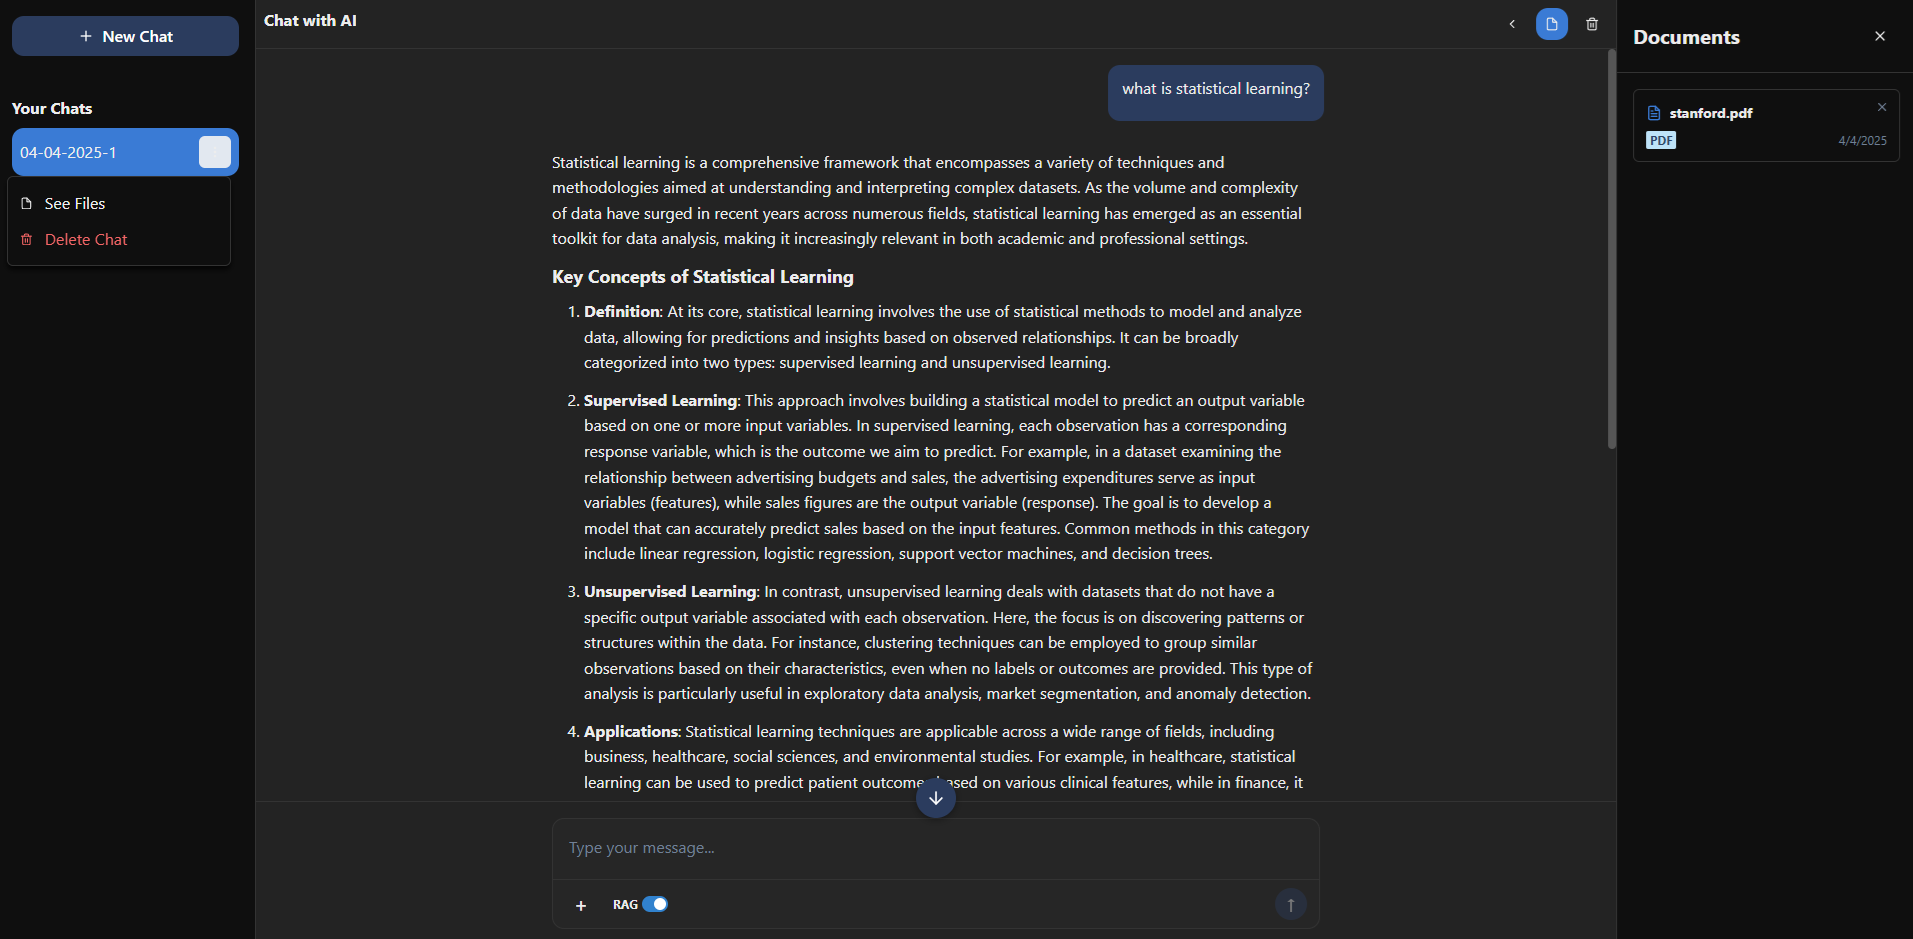 + New Chat
Your Chats
04-04-2025-1
See Files
Delete Chat
Chat with AI
what is statistical learning?
Statistical learning is a comprehensive framework that encompasses a variety of techniques and
methodologies aimed at understanding and interpreting complex datasets. As the volume and complexity
of data have surged in recent years across numerous fields, statistical learning has emerged as an essential
toolkit for data analysis, making it increasingly relevant in both academic and professional settings.
Key Concepts of Statistical Learning
1. Definition: At its core, statistical learning involves the use of statistical methods to model and analyze
data, allowing for predictions and insights based on observed relationships. It can be broadly
categorized into two types: supervised learning and unsupervised learning.
2. Supervised Learning: This approach involves building a statistical model to predict an output variable
based on one or more input variables. In supervised learning, each observation has a corresponding
response variable, which is the outcome we aim to predict. For example, in a dataset examining the
relationship between advertising budgets and sales, the advertising expenditures serve as input
variables (features), while sales figures are the output variable (response). The goal is to develop a
model that can accurately predict sales based on the input features. Common methods in this category
include linear regression, logistic regression, support vector machines, and decision trees.
3. Unsupervised Learning: In contrast, unsupervised learning deals with datasets that do not have a
specific output variable associated with each observation. Here, the focus is on discovering patterns or
structures within the data. For instance, clustering techniques can be employed to group similar
observations based on their characteristics, even when no labels or outcomes are provided. This type of
analysis is particularly useful in exploratory data analysis, market segmentation, and anomaly detection.
4. Applications: Statistical learning techniques are applicable across a wide range of fields, including
business, healthcare, social sciences, and environmental studies. For example, in healthcare, statistical
learning can be used to predict patient on various clinical features, while in finance, it
Type your message...
+ RAG
Documents
stanford.pdf
PDF 4/4/2025